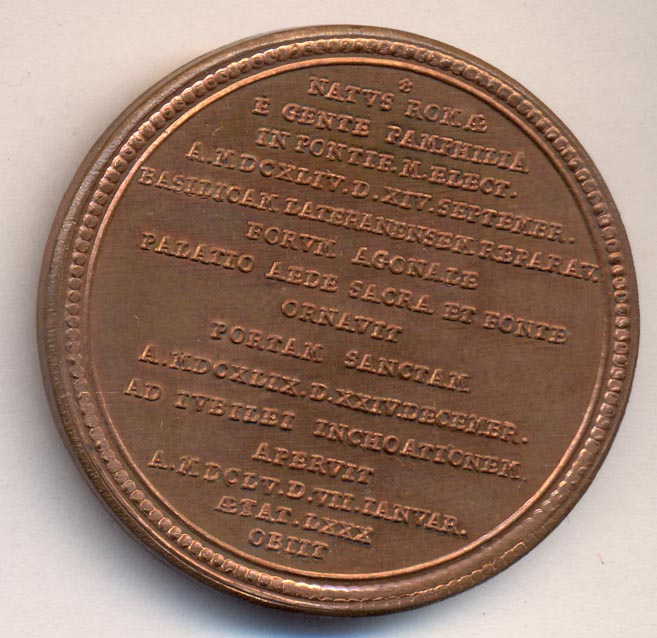 NATVS ROMÆ
E GENTE PAMPHILIA
IN PONTIF. M. ELECT.
A. MDCXLIV. D. XIV. SEPTEMBR.
BASILICAM LATERANENSEM REPARAV.
FORVM AGONALE
PALATIO AEDE SACRA ET FONTE
ORNAVIT
PORTAM SANCTAM
A. MDCXLIX. D. XXIV. DECEMBR.
AD IVBILEI INCHOATIONEM
APERVIT
A. MDCLV. D. VII. IANVAR.
ÆTAT. LXXX
OBIIT